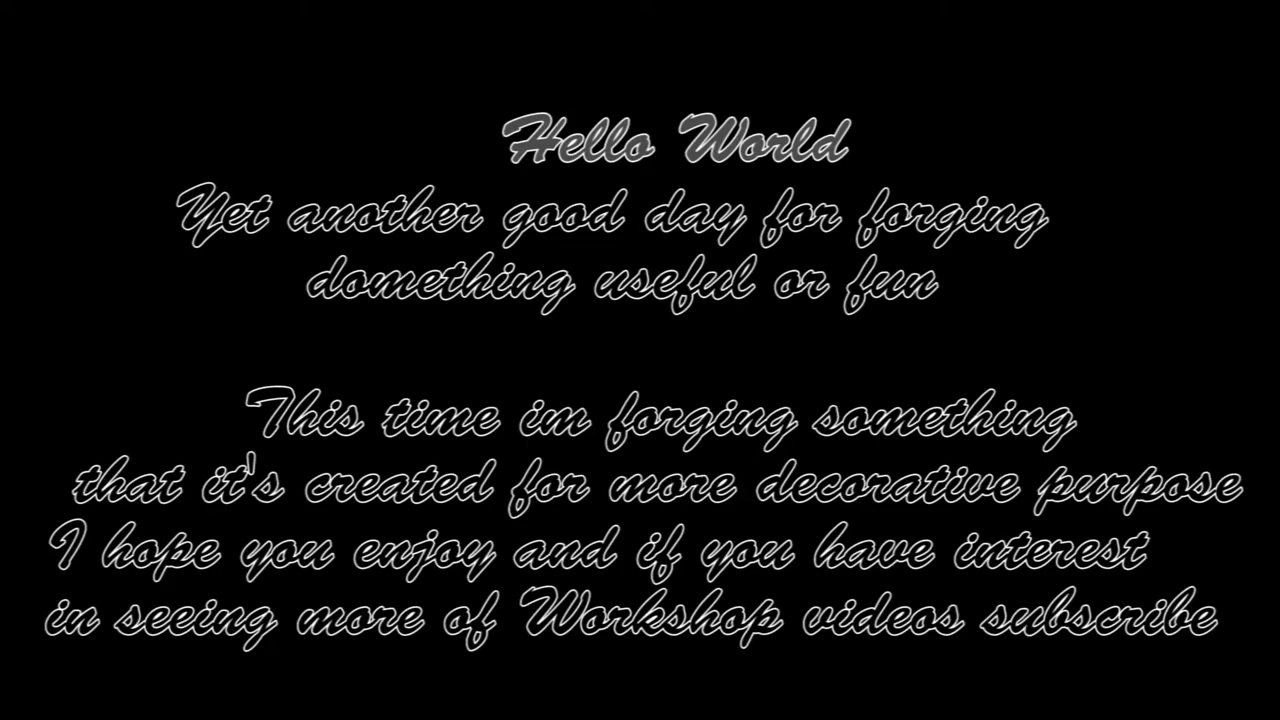 Hello World
Yet another good day for forging
domething useful or fun
This time im forging something
that it's created for more decorative purpose
I hope you enjoy and if you have interest
in seeing more of Workshop videos subscribe